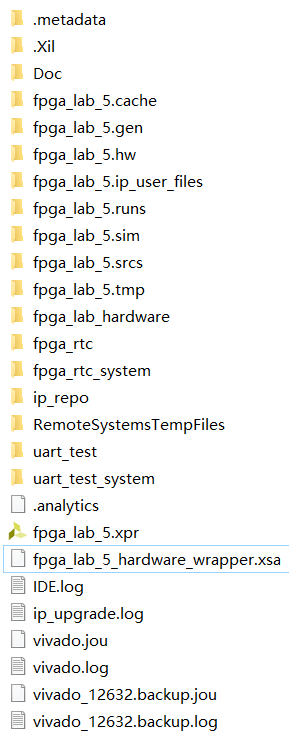 .metadata
.Xil
Doc
fpga_lab_5.cache
fpga_lab_5.gen
fpga_lab_5.hw
fpga_lab_5.ip_user_files
fpga_lab_5.runs
fpga_lab_5.sim
fpga_lab_5.srcs
fpga_lab_5.tmp
fpga_lab_hardware
fpga_rtc
fpga_rtc_system
ip_repo
RemoteSystemsTempFiles
uart_test
uart_test_system
.analytics
fpga_lab_5.xpr
fpga_lab_5_hardware_wrapper.xsa
IDE.log
ip_upgrade.log
vivado.jou
vivado.log
vivado_12632.backup.jou
vivado_12632.backup.log